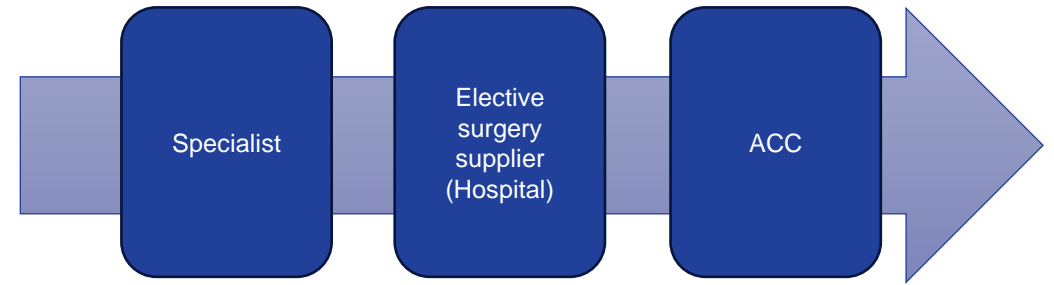 Specialist
Elective
surgery
supplier
(Hospital)
ACC